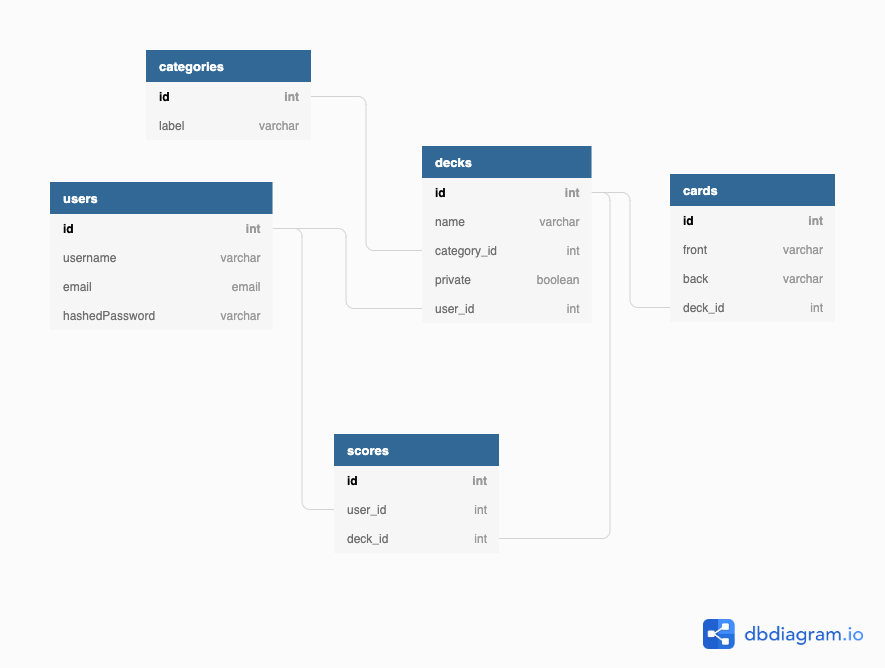 categories
id int
label varchar
users
id int
username varchar
email email
hashedPassword varchar
decks
id int
name varchar
category_id int
private boolean
user_id int
cards
id int
front varchar
back varchar
deck_id int
scores
id int
user_id int
deck_id int
dbdiagram.io